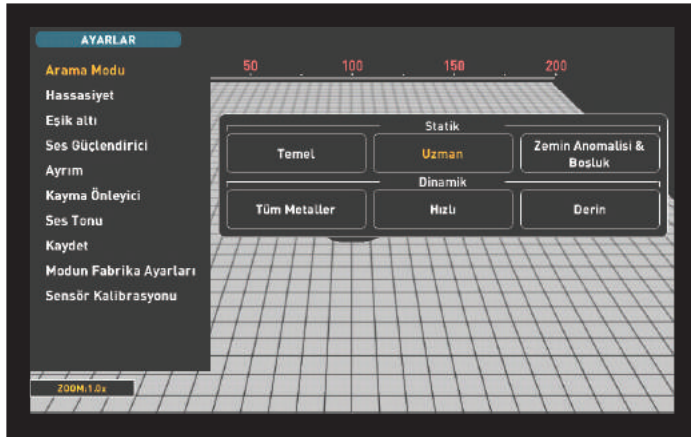 AYARLAR
Arama Modu
Hassasiyet
Eşik altı
Ses Güçlendirici
Ayrım
Kayma Önleyici
Ses Tonu
Kaydet
Modun Fabrika Ayarları
Sensör Kalibrasyonu
50 100 150 200
Statik
Temel Uzman Zemin Anomalisi &
Boşluk
Dinamik
Tüm Metaller Hızlı Derin
ZOOM:1.0x